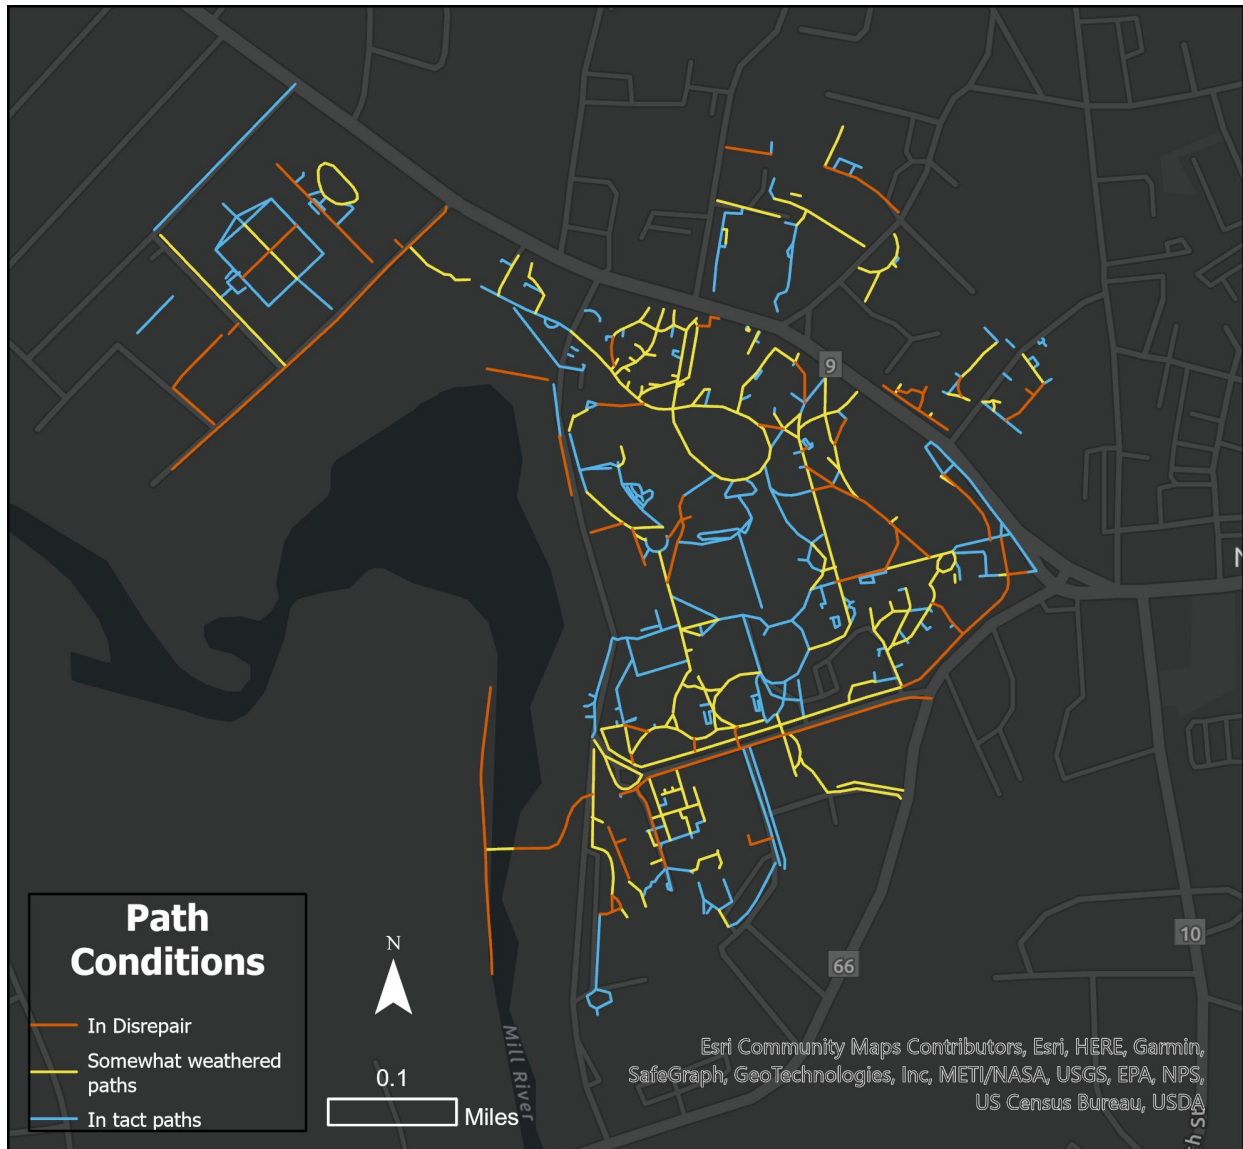 9
N
Path
Conditions
In Disrepair
Somewhat weathered
paths
In tact paths
N
0.1
Miles
Mill River
66
10
Esri Community Maps Contributors, Esri, HERE, Garmin,
SafeGraph, GeoTechnologies, Inc, METI/NASA, USGS, EPA, NPS,
US Census Bureau, USDA